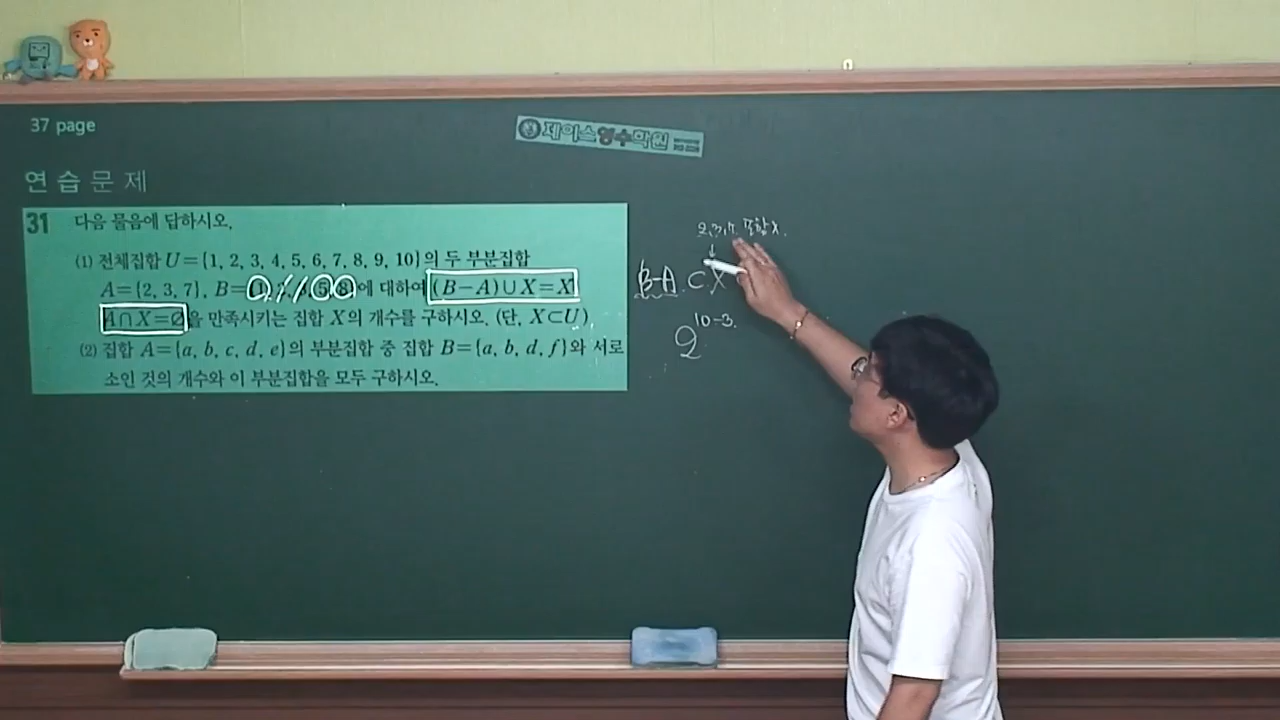 37 page
제이스영수학원
연습문제
31 다음 물음에 답하시오.
(1) 전체집합 U={1, 2, 3, 4, 5, 6, 7, 8, 9, 10}의 두 부분집합
A={2, 3, 7}, B= 에 대하여 (B-A)∪X=X,
A∩X=∅을 만족시키는 집합 X의 개수를 구하시오. (단, X⊂U)
(2) 집합 A={a, b, c, d, e}의 부분집합 중 집합 B={a, b, d, f}와 서로
소인 것의 개수와 이 부분집합을 모두 구하시오.
2,3,7 포함 x.
↓
B-A ⊂ X
2^{10-3}